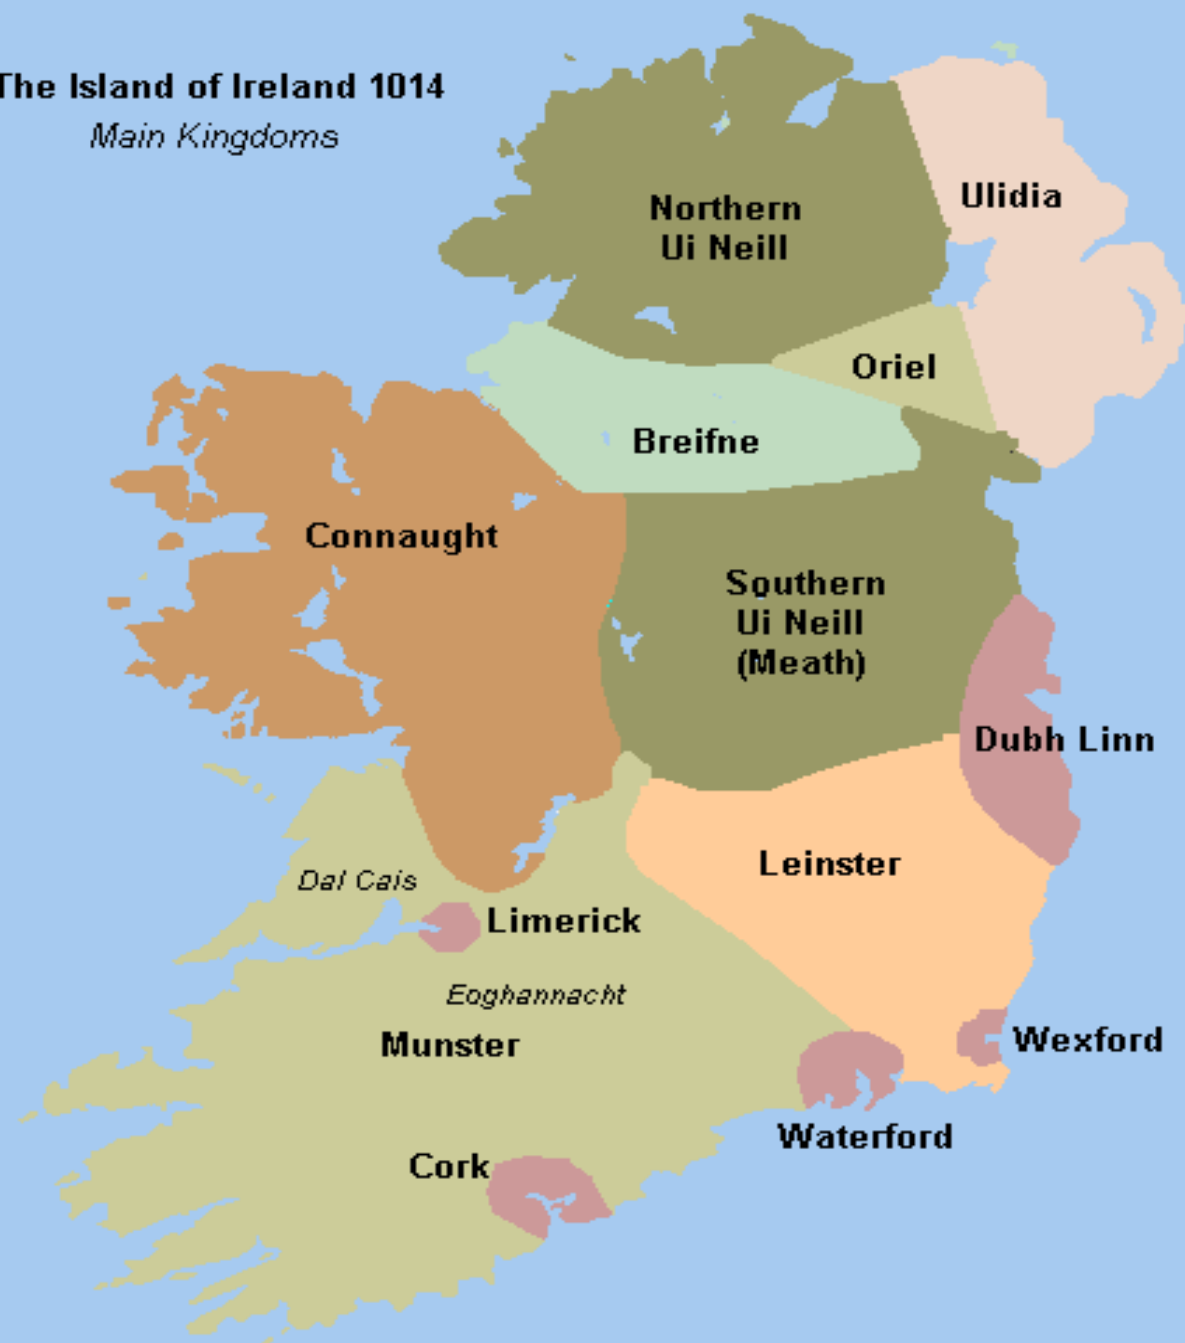 The Island of Ireland 1014
Main Kingdoms
Ulidia
Northern
Ui Neill
Oriel
Breifne
Connaught
Southern
Ui Neill
(Meath)
Dubh Linn
Leinster
Dal Cais
Limerick
Eoghannacht
Munster
Wexford
Waterford
Cork